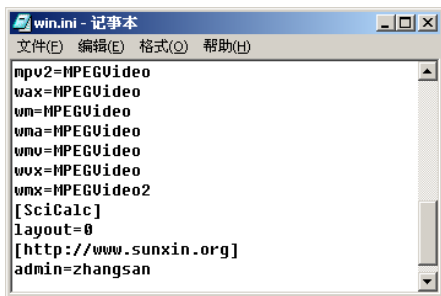 win.ini - 记事本
文件(F) 编辑(E) 格式(O) 帮助(H)
mpv2=MPEGVideo
wax=MPEGVideo
wm=MPEGVideo
wma=MPEGVideo
wmv=MPEGVideo
wvx=MPEGVideo
wmx=MPEGVideo2
[SciCalc]
layout=0
[http://www.sunxin.org]
admin=zhangsan